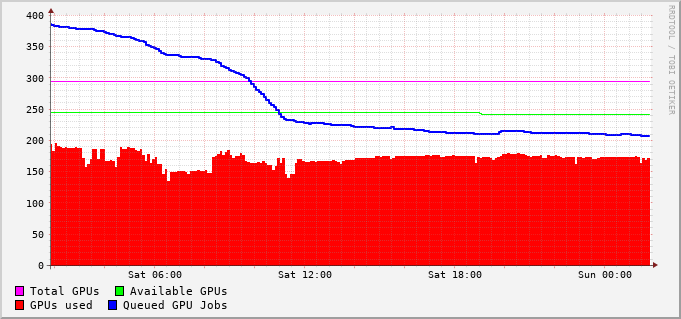 400
350
300
250
200
150
100
50
0
Sat 06:00 Sat 12:00 Sat 18:00 Sun 00:00
Total GPUs Available GPUs
GPUs used Queued GPU Jobs
RRDTOOL / TOBI OETIKER